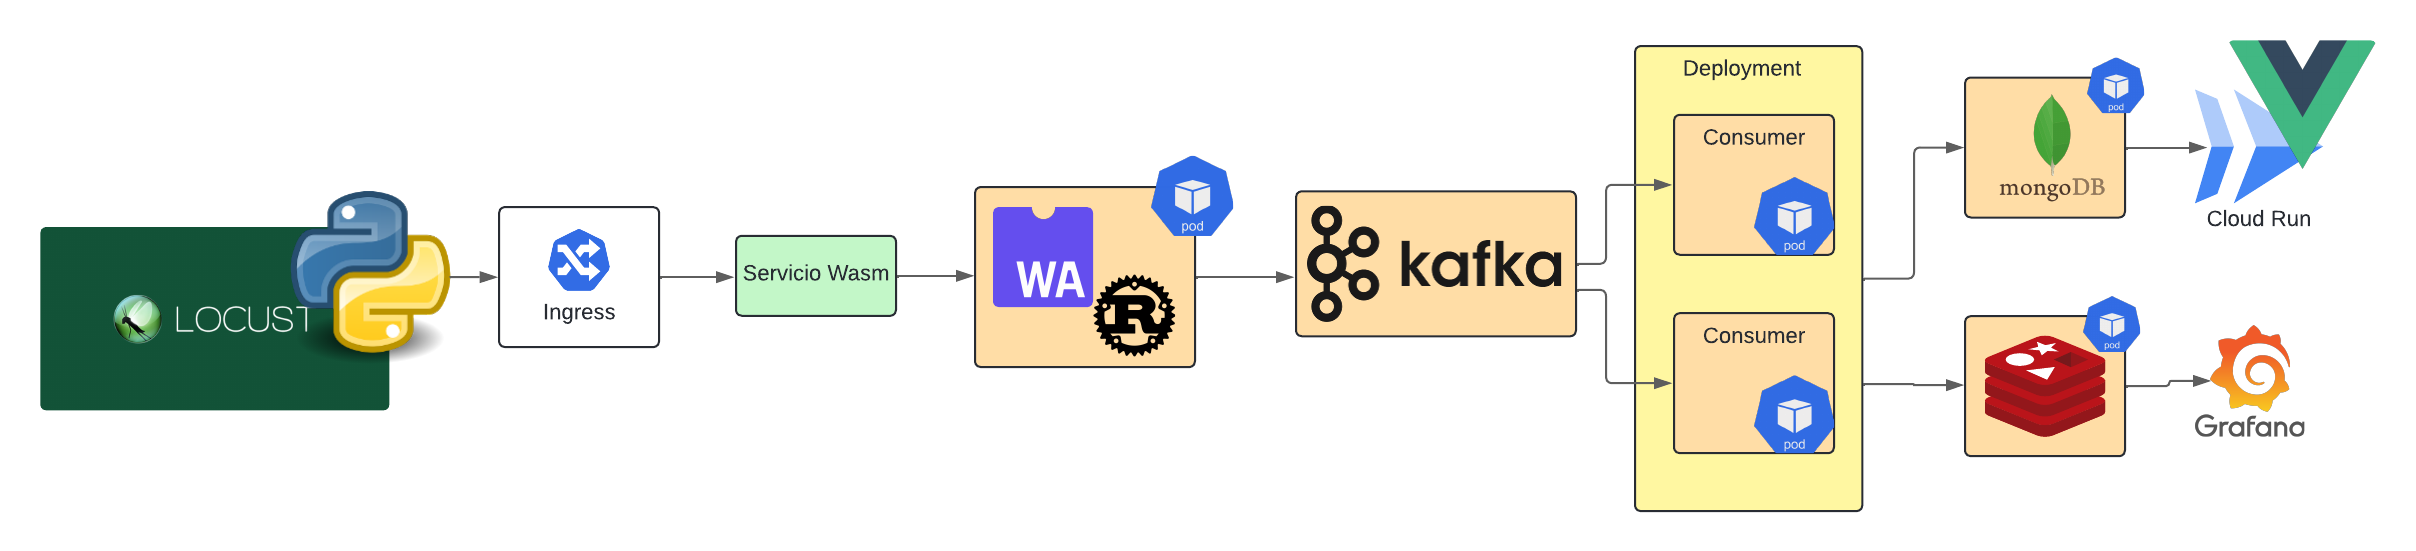 LOCUST
Ingress
Servicio Wasm
WA
R
pod
kafka
Deployment
Consumer
pod
Consumer
pod
mongoDB
pod
Cloud Run
pod
Grafana